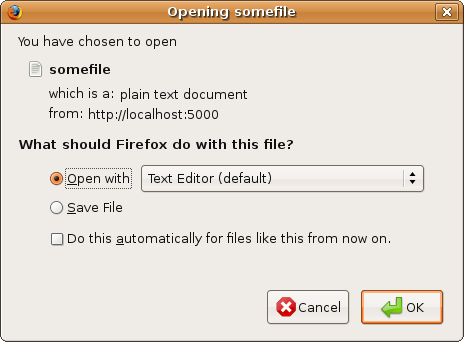 Opening somefile
You have chosen to open
somefile
which is a: plain text document
from: http://localhost:5000
What should Firefox do with this file?
Open with Text Editor (default)
Save File
Do this automatically for files like this from now on.
Cancel OK